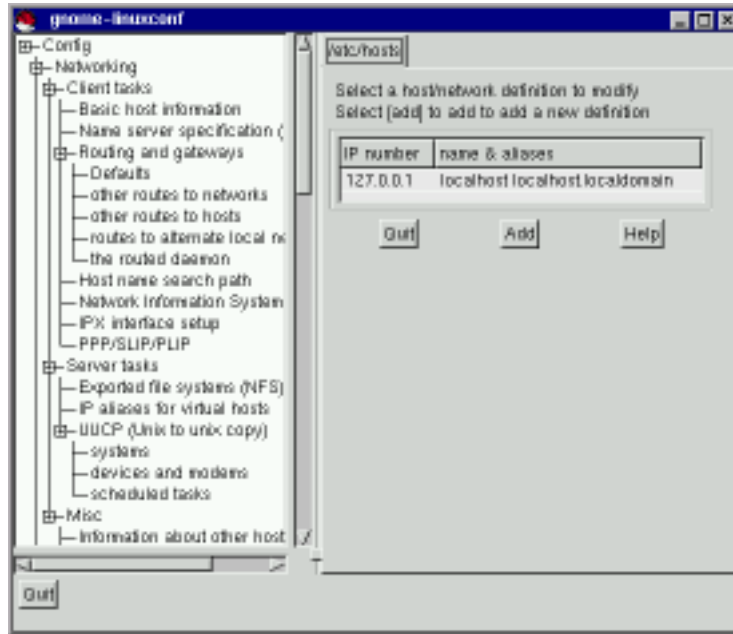 gnome-linuxconf
Config
Networking
Client tasks
Basic host information
Name server specification (
Routing and gateways
Defaults
other routes to networks
other routes to hosts
routes to alternate local ne
the routed daemon
Host name search path
Network Information System
IPX interface setup
PPP/SLIP/PLIP
Server tasks
Exported file systems (NFS)
IP aliases for virtual hosts
UUCP (Unix to unix copy)
systems
devices and modems
scheduled tasks
Misc
Information about other host
Quit
/etc/hosts
Select a host/network definition to modify
Select [add] to add to add a new definition
IP number name & aliases
127.0.0.1 localhost localhost.localdomain
Quit Add Help